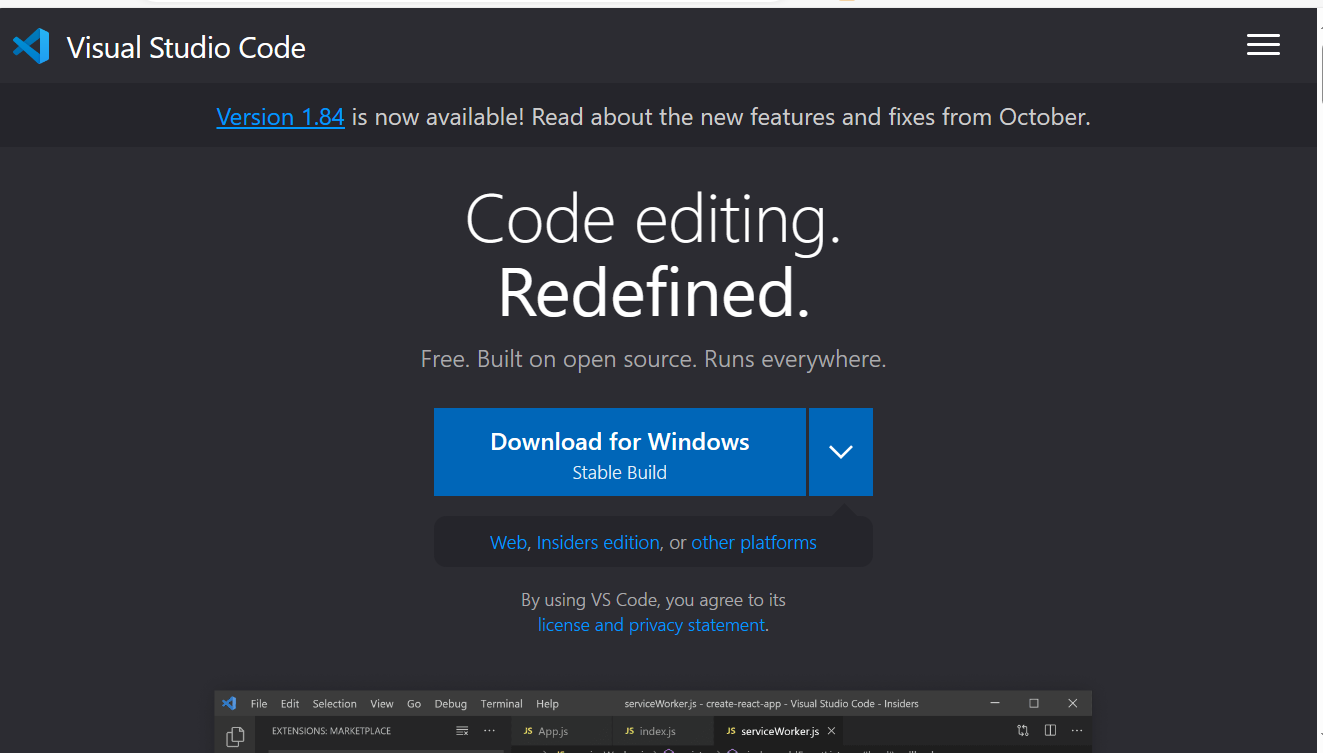 Visual Studio Code
Version 1.84 is now available! Read about the new features and fixes from October.
Code editing.
Redefined.
Free. Built on open source. Runs everywhere.
Download for Windows
Stable Build
Web, Insiders edition, or other platforms
By using VS Code, you agree to its
license and privacy statement.
File Edit Selection View Go Debug Terminal Help serviceWorker.js - create-react-app - Visual Studio Code - Insiders
EXTENSIONS: MARKETPLACE ··· JS App.js JS index.js JS serviceWorker.js ···